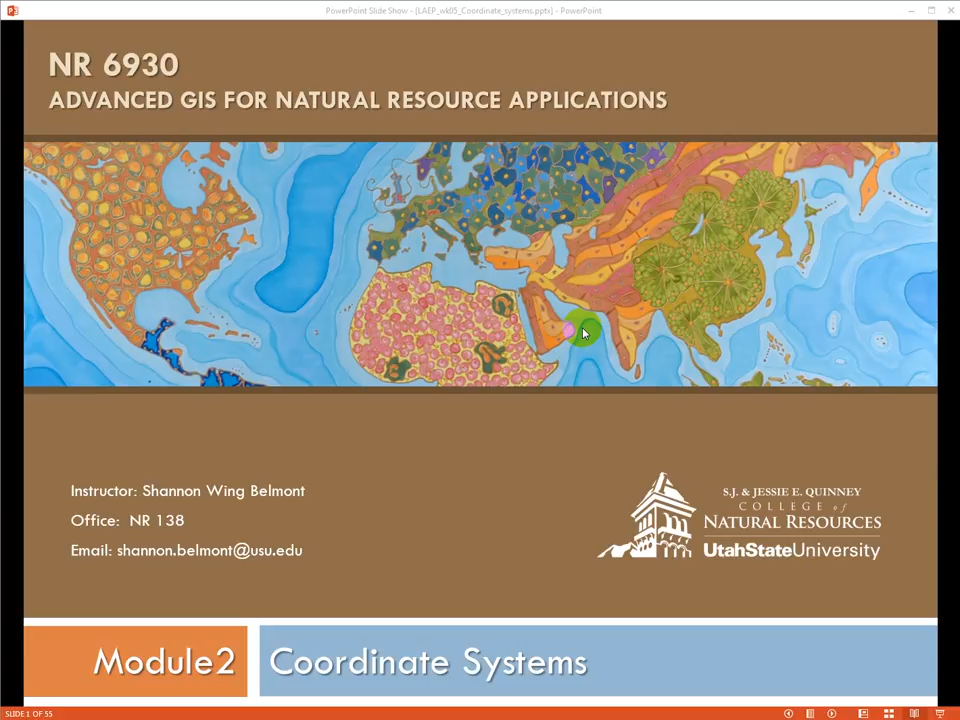 PowerPoint Slide Show - [LAEP_wk05_Coordinate_systems.pptx] - PowerPoint
NR 6930
ADVANCED GIS FOR NATURAL RESOURCE APPLICATIONS
Instructor: Shannon Wing Belmont
Office: NR 138
Email: shannon.belmont@usu.edu
S.J. & JESSIE E. QUINNEY
COLLEGE of
NATURAL RESOURCES
UtahStateUniversity
Module2
Coordinate Systems
SLIDE 1 OF 55